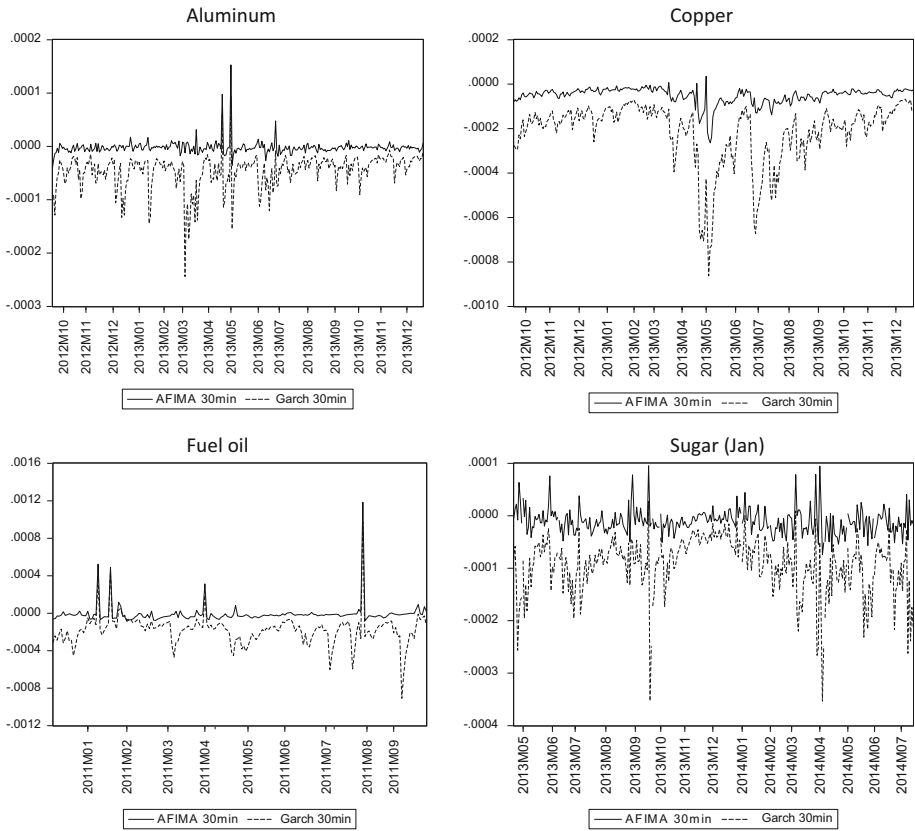 Aluminum
.0002
.0001
.0000
-.0001
-.0002
-.0003
2012M10
2012M11
2012M12
2013M01
2013M02
2013M03
2013M04
2013M05
2013M06
2013M07
2013M08
2013M09
2013M10
2013M11
2013M12
AFIMA 30min
Garch 30min
Copper
.0002
.0000
-.0002
-.0004
-.0006
-.0008
-.0010
2012M10
2012M11
2012M12
2013M01
2013M02
2013M03
2013M04
2013M05
2013M06
2013M07
2013M08
2013M09
2013M10
2013M11
2013M12
AFIMA 30min
Garch 30min
Fuel oil
.0016
.0012
.0008
.0004
.0000
-.0004
-.0008
-.0012
2011M01
2011M02
2011M03
2011M04
2011M05
2011M06
2011M07
2011M08
2011M09
AFIMA 30min
Garch 30min
Sugar (Jan)
.0001
.0000
-.0001
-.0002
-.0003
-.0004
2013M05
2013M06
2013M07
2013M08
2013M09
2013M10
2013M11
2013M12
2014M01
2014M02
2014M03
2014M04
2014M05
2014M06
2014M07
AFIMA 30min
Garch 30min